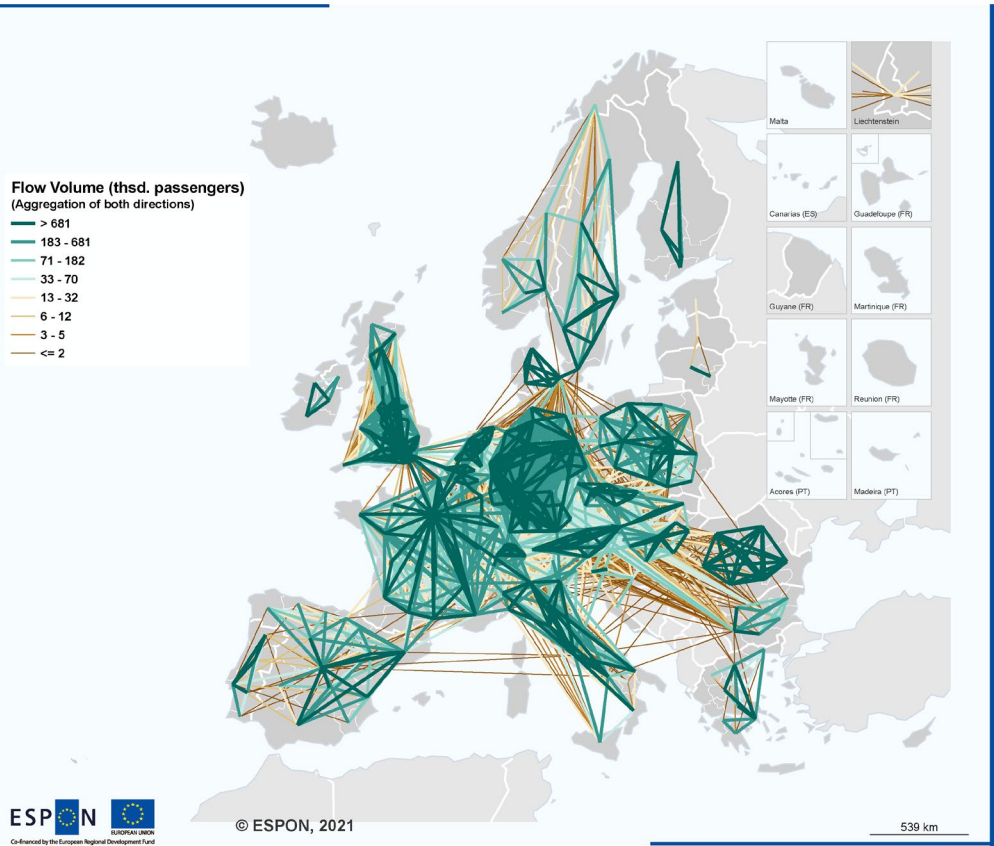 Malta
Liechtenstein
Flow Volume (thsd. passengers)
(Aggregation of both directions)
> 681
183 - 681
71 - 182
33 - 70
13 - 32
6 - 12
3 - 5
<= 2
Canarias (ES)
Guadeloupe (FR)
Guyane (FR)
Martinique (FR)
Mayotte (FR)
Reunion (FR)
Acores (PT)
Madeira (PT)
ESPON
EUROPEAN UNION
Co-financed by the European Regional Development Fund
© ESPON, 2021
539 km